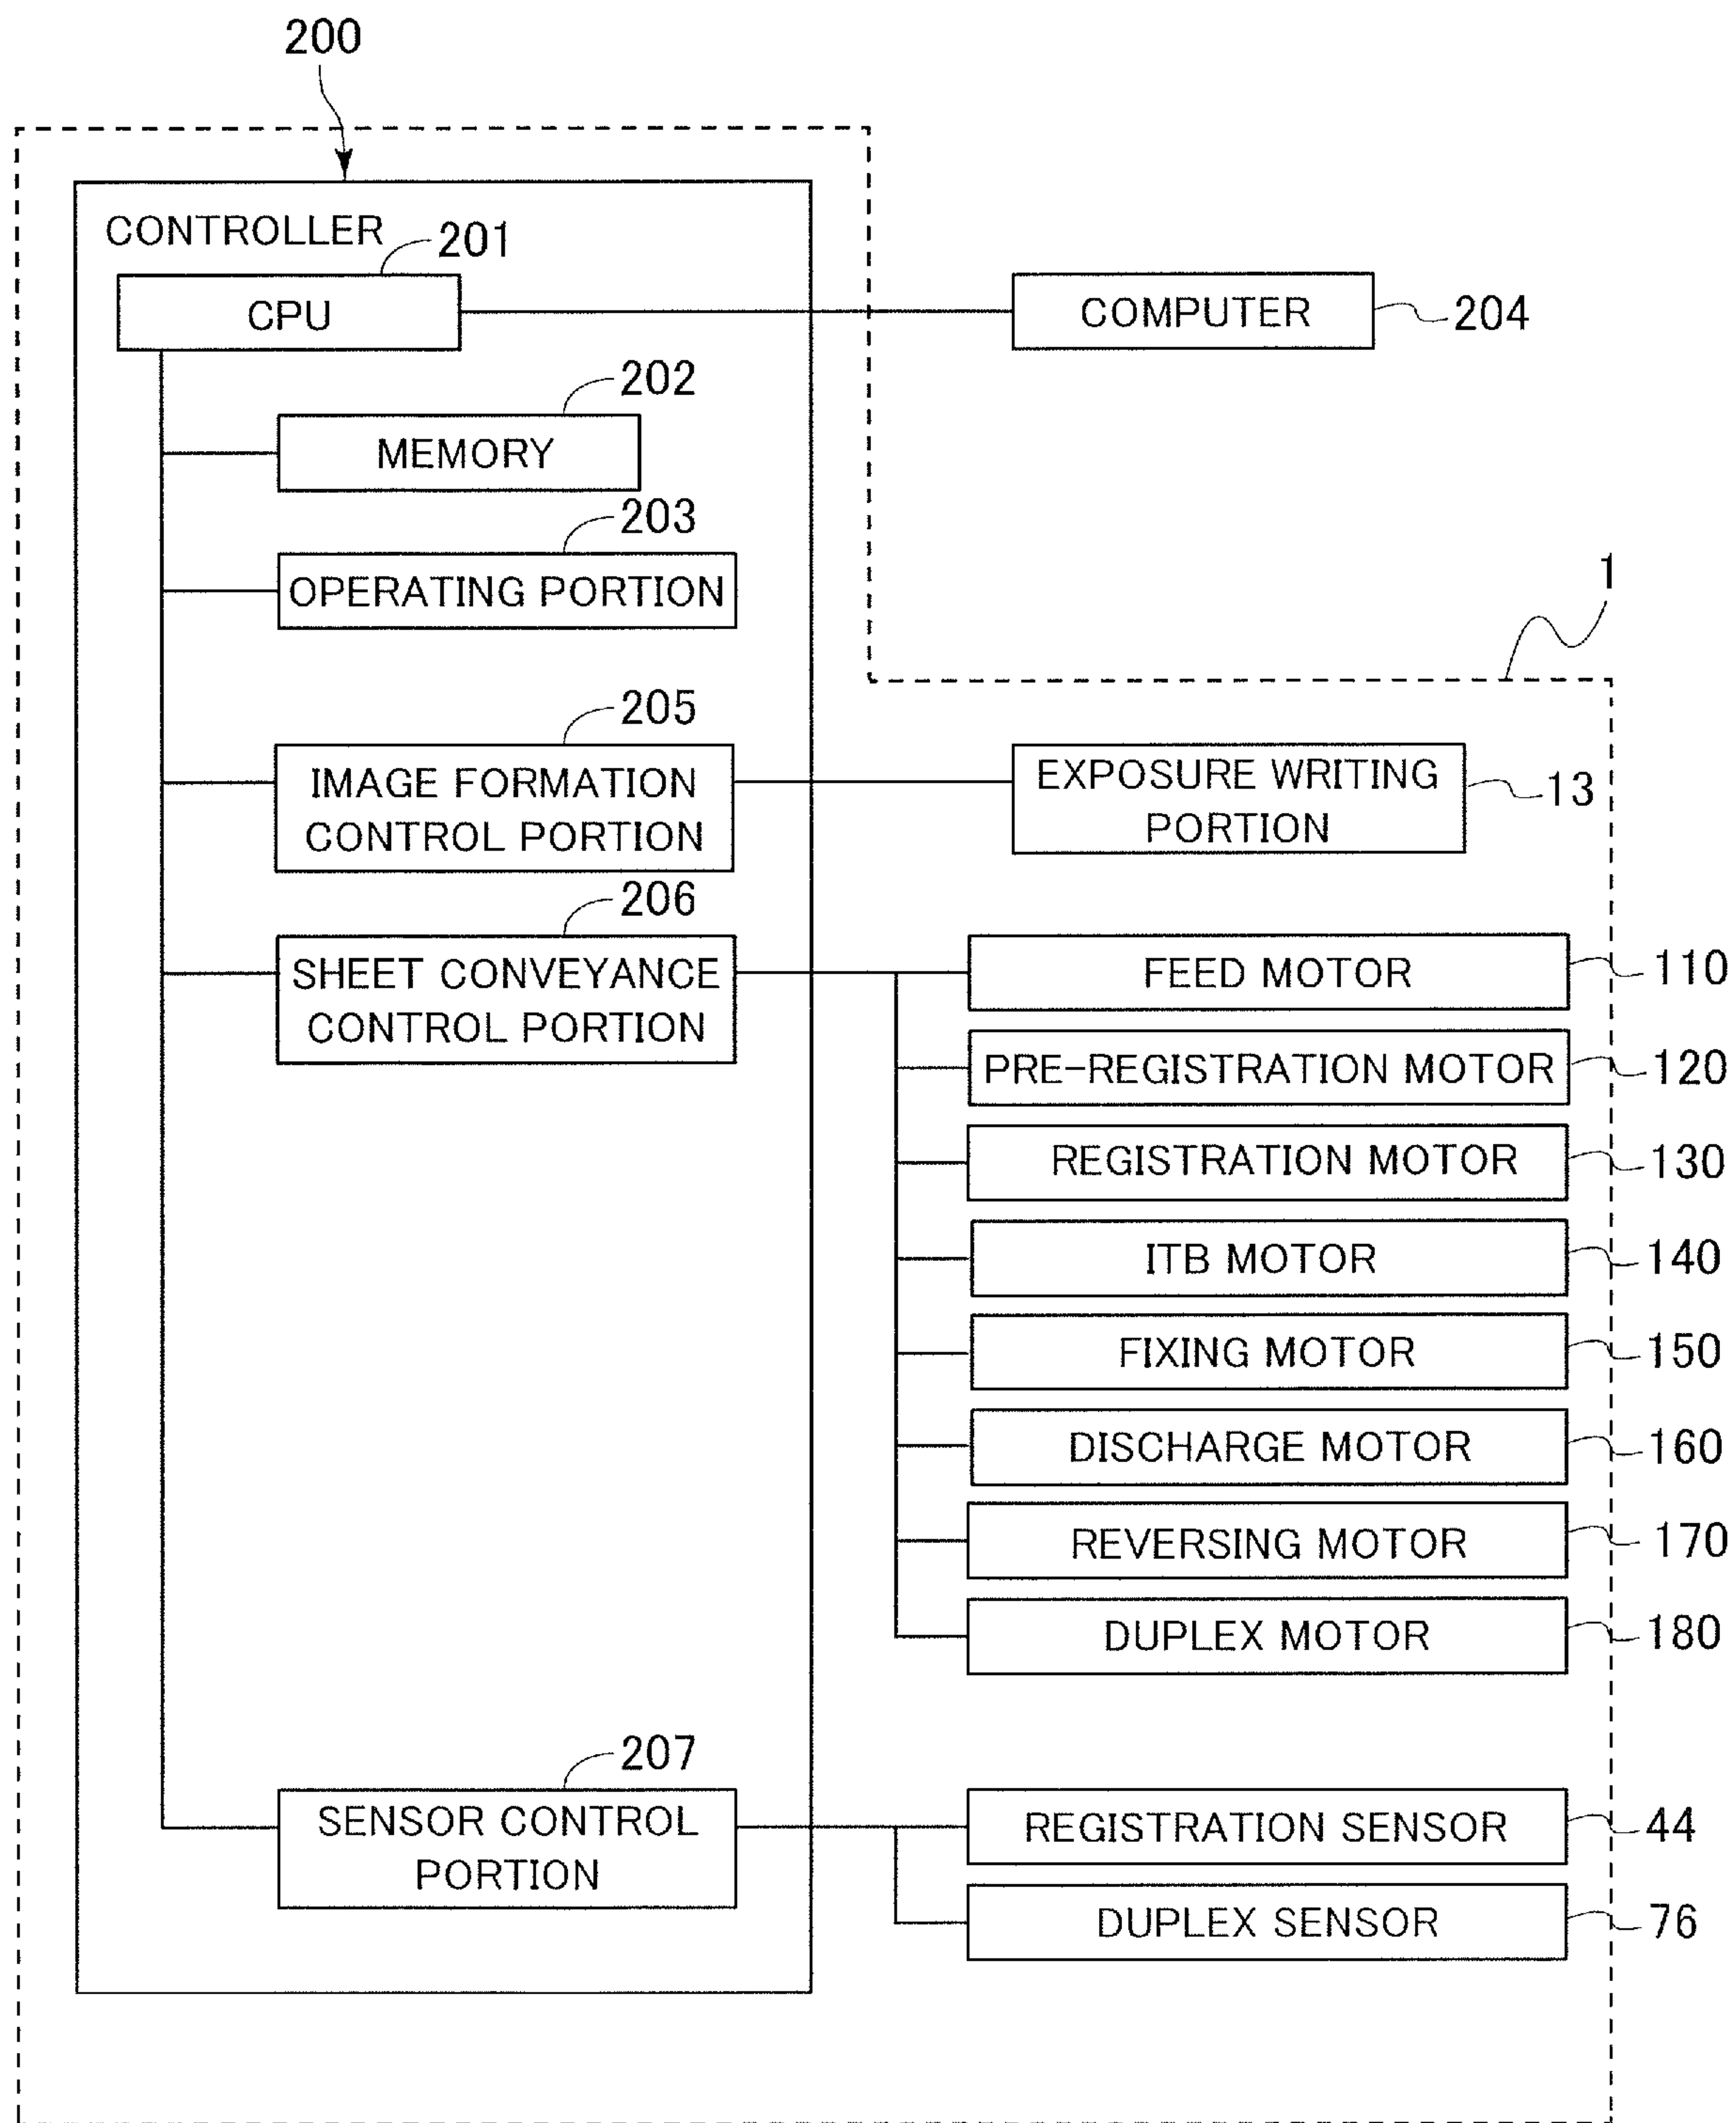 200
CONTROLLER
201
CPU
COMPUTER
204
202
MEMORY
203
OPERATING PORTION
1
205
IMAGE FORMATION
CONTROL PORTION
EXPOSURE WRITING
PORTION
13
206
SHEET CONVEYANCE
CONTROL PORTION
FEED MOTOR
110
PRE-REGISTRATION MOTOR
120
REGISTRATION MOTOR
130
ITB MOTOR
140
FIXING MOTOR
150
DISCHARGE MOTOR
160
REVERSING MOTOR
170
DUPLEX MOTOR
180
207
SENSOR CONTROL
PORTION
REGISTRATION SENSOR
44
DUPLEX SENSOR
76